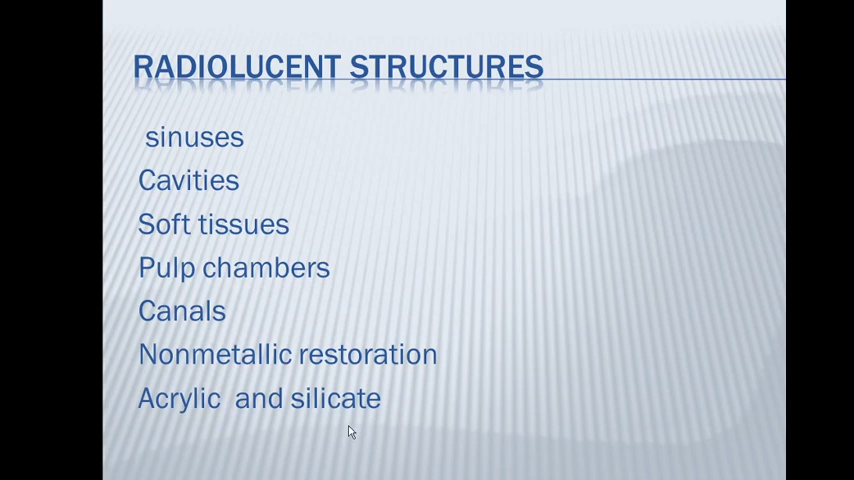 RADIOLUCENT STRUCTURES
sinuses
Cavities
Soft tissues
Pulp chambers
Canals
Nonmetallic restoration
Acrylic and silicate